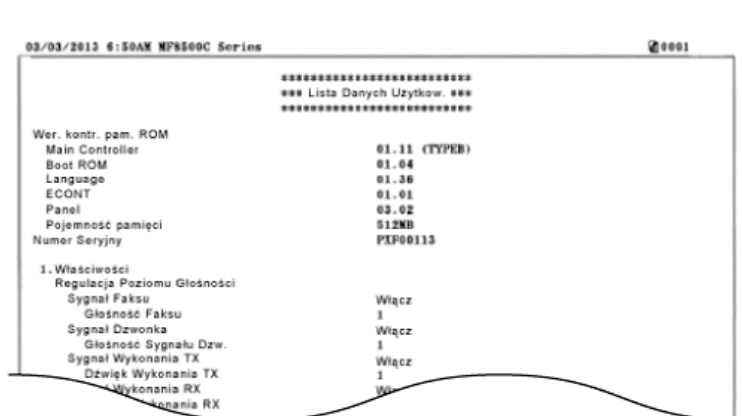 03/03/2013 6:50AM MF8500C Series 0001
**************************
*** Lista Danych Użytkow. ***
**************************
Wer. kontr. pam. ROM
Main Controller 01.11 (TYPEB)
Boot ROM 01.04
Language 01.36
ECONT 01.01
Panel 03.02
Pojemność pamięci 512MB
Numer Seryjny PXF00113
1. Właściwości
Regulacja Poziomu Głośności
Sygnał Faksu Włącz
Głośność Faksu 1
Sygnał Dzwonka Włącz
Głośność Sygnału Dzw. 1
Sygnał Wykonania TX Włącz
Dźwięk Wykonania TX 1
Wykonania RX
RX